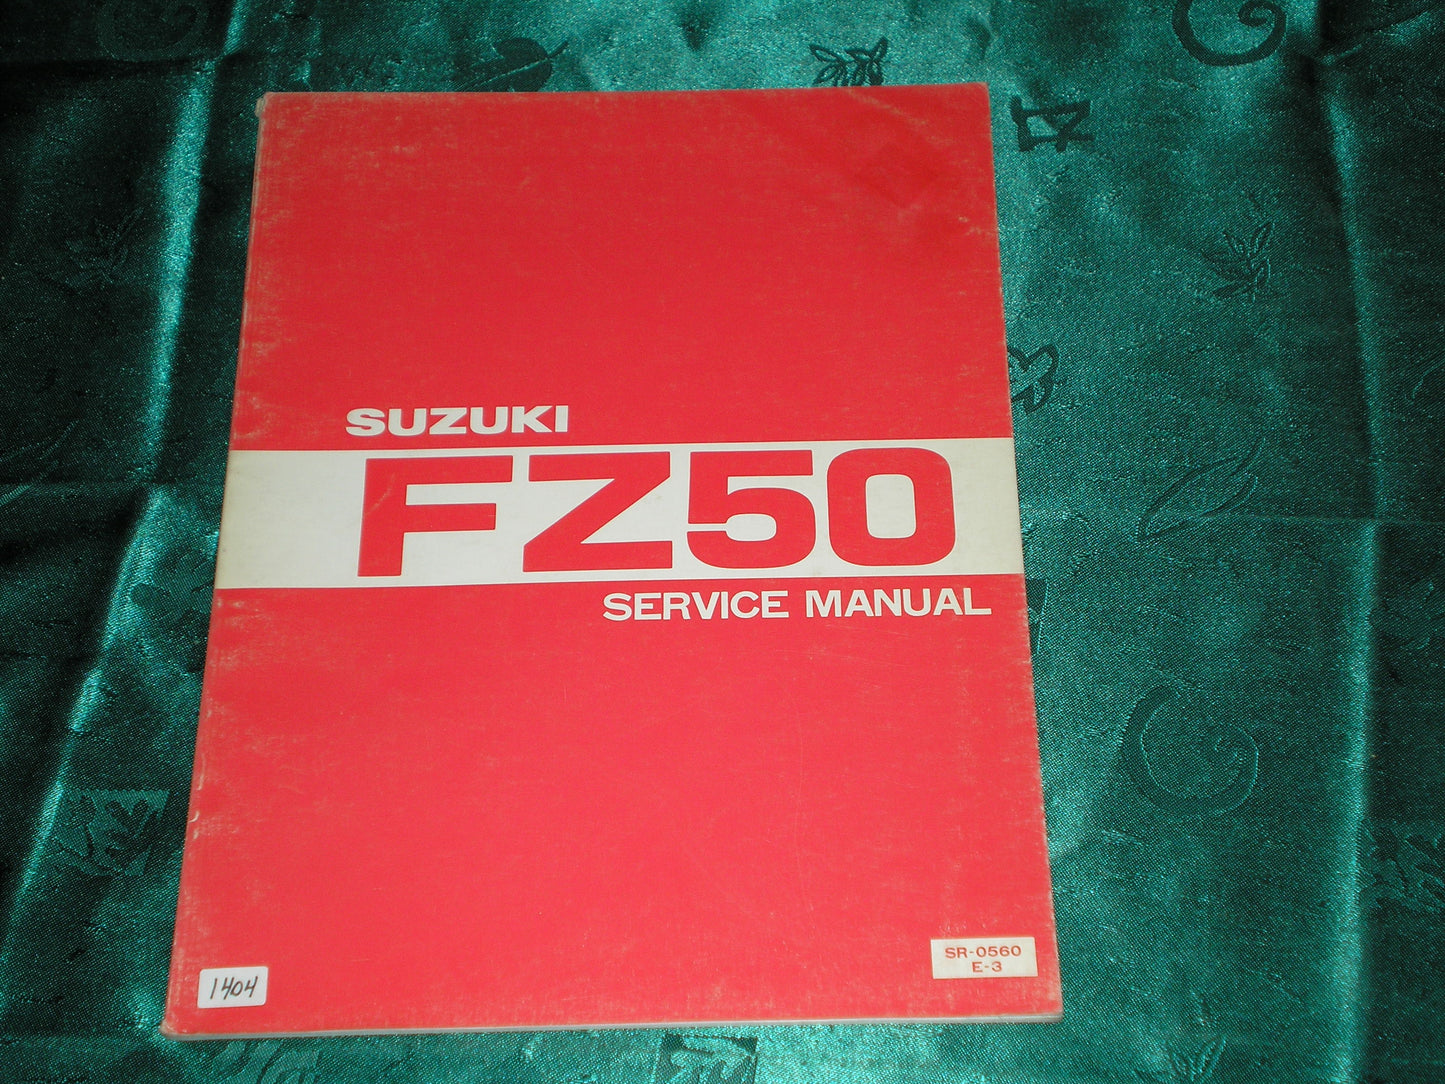 SUZUKI
FZ50
SERVICE MANUAL
SR-0560
E-3
1404